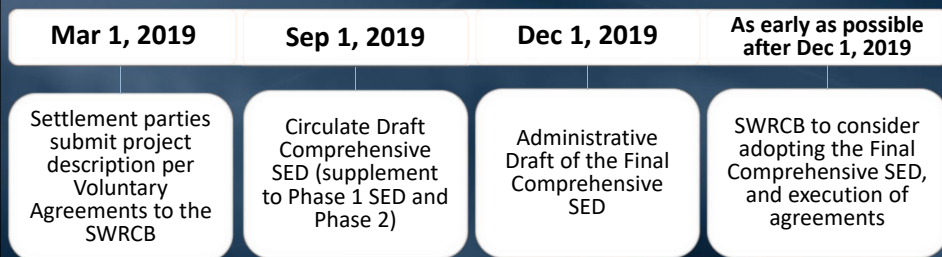 Mar 1, 2019
Sep 1, 2019
Dec 1, 2019
As early as possible
after Dec 1, 2019
Settlement parties
submit project
description per
Voluntary
Agreements to the
SWRCB
Circulate Draft
Comprehensive
SED (supplement
to Phase 1 SED and
Phase 2)
Administrative
Draft of the Final
Comprehensive
SED
SWRCB to consider
adopting the Final
Comprehensive SED,
and execution of
agreements